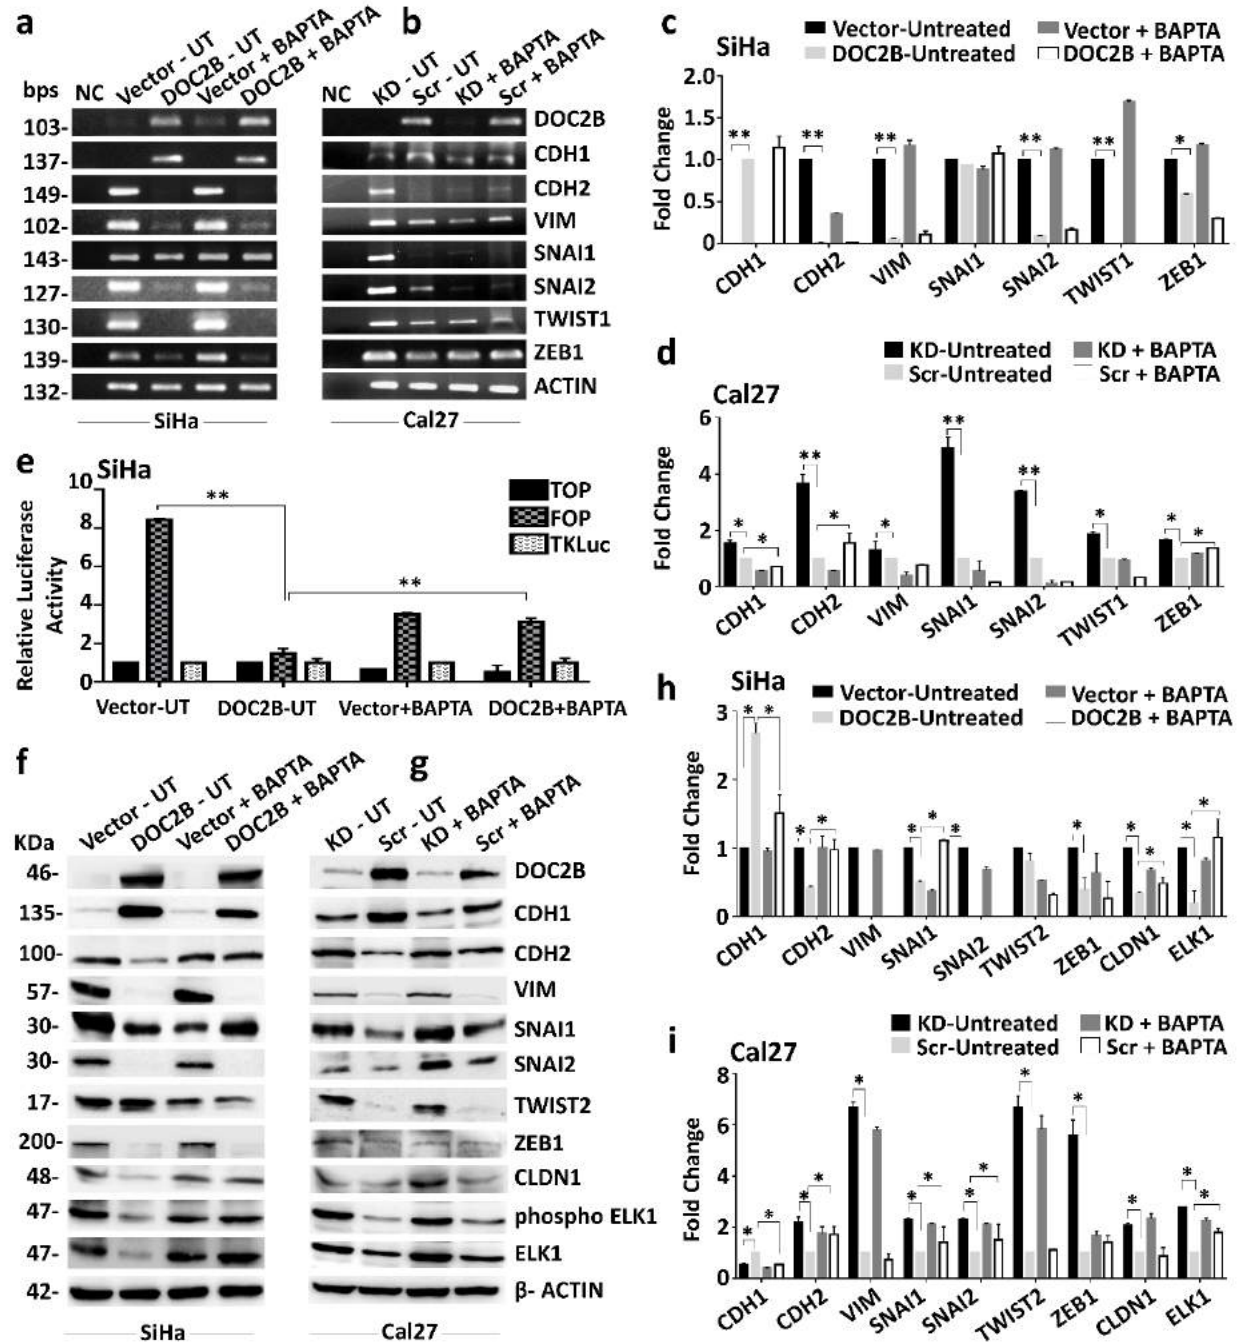 a
bps
NC
Vector - UT
DOC2B - UT
Vector + BAPTA
DOC2B + BAPTA
b
NC
KD - UT
Scr - UT
KD + BAPTA
Scr + BAPTA
103- DOC2B
137- CDH1
149- CDH2
102- VIM
143- SNAI1
127- SNAI2
130- TWIST1
139- ZEB1
132- ACTIN
SiHa
Cal27
c
SiHa
Vector-Untreated
Vector + BAPTA
DOC2B-Untreated
DOC2B + BAPTA
Fold Change
2.0
1.5
1.0
0.5
0
** ** ** ** ** *
CDH1 CDH2 VIM SNAI1 SNAI2 TWIST1 ZEB1
d
Cal27
KD-Untreated
KD + BAPTA
Scr-Untreated
Scr + BAPTA
Fold Change
6
4
2
0
* * ** * * ** ** * * *
CDH1 CDH2 VIM SNAI1 SNAI2 TWIST1 ZEB1
e
SiHa
Relative Luciferase Activity
10
8
6
4
2
0
**
**
TOP
FOP
TKLuc
Vector-UT DOC2B-UT Vector+BAPTA DOC2B+BAPTA
f
KDa
Vector - UT
DOC2B - UT
Vector + BAPTA
DOC2B + BAPTA
g
KD - UT
Scr - UT
KD + BAPTA
Scr + BAPTA
46- DOC2B
135- CDH1
100- CDH2
57- VIM
30- SNAI1
30- SNAI2
17- TWIST2
200- ZEB1
48- CLDN1
47- phospho ELK1
47- ELK1
42- β- ACTIN
SiHa
Cal27
h
SiHa
Vector-Untreated
Vector + BAPTA
DOC2B-Untreated
DOC2B + BAPTA
Fold Change
3
2
1
0
* * * * * * * * * * * *
CDH1 CDH2 VIM SNAI1 SNAI2 TWIST2 ZEB1 CLDN1 ELK1
i
Cal27
KD-Untreated
KD + BAPTA
Scr-Untreated
Scr + BAPTA
Fold Change
8
6
4
2
0
* * * * * * * * * * * * * *
CDH1 CDH2 VIM SNAI1 SNAI2 TWIST2 ZEB1 CLDN1 ELK1